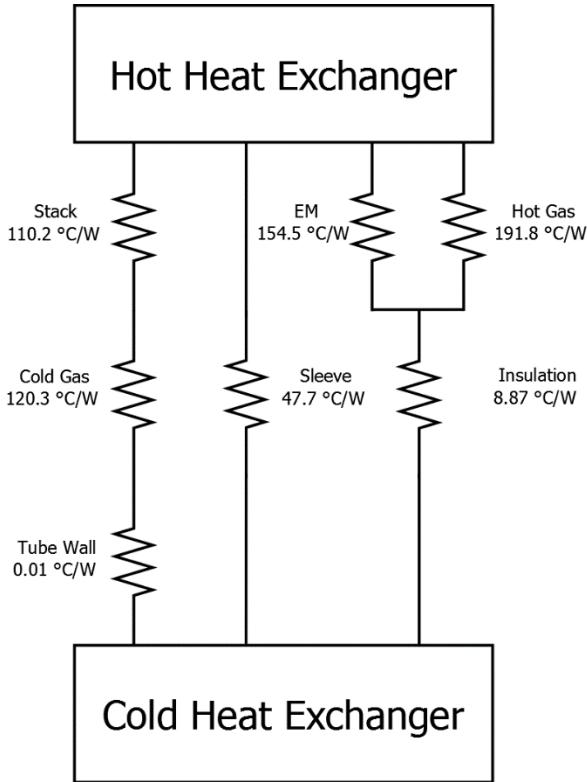 Hot Heat Exchanger
Stack
110.2 °C/W
EM
154.5 °C/W
Hot Gas
191.8 °C/W
Cold Gas
120.3 °C/W
Sleeve
47.7 °C/W
Insulation
8.87 °C/W
Tube Wall
0.01 °C/W
Cold Heat Exchanger